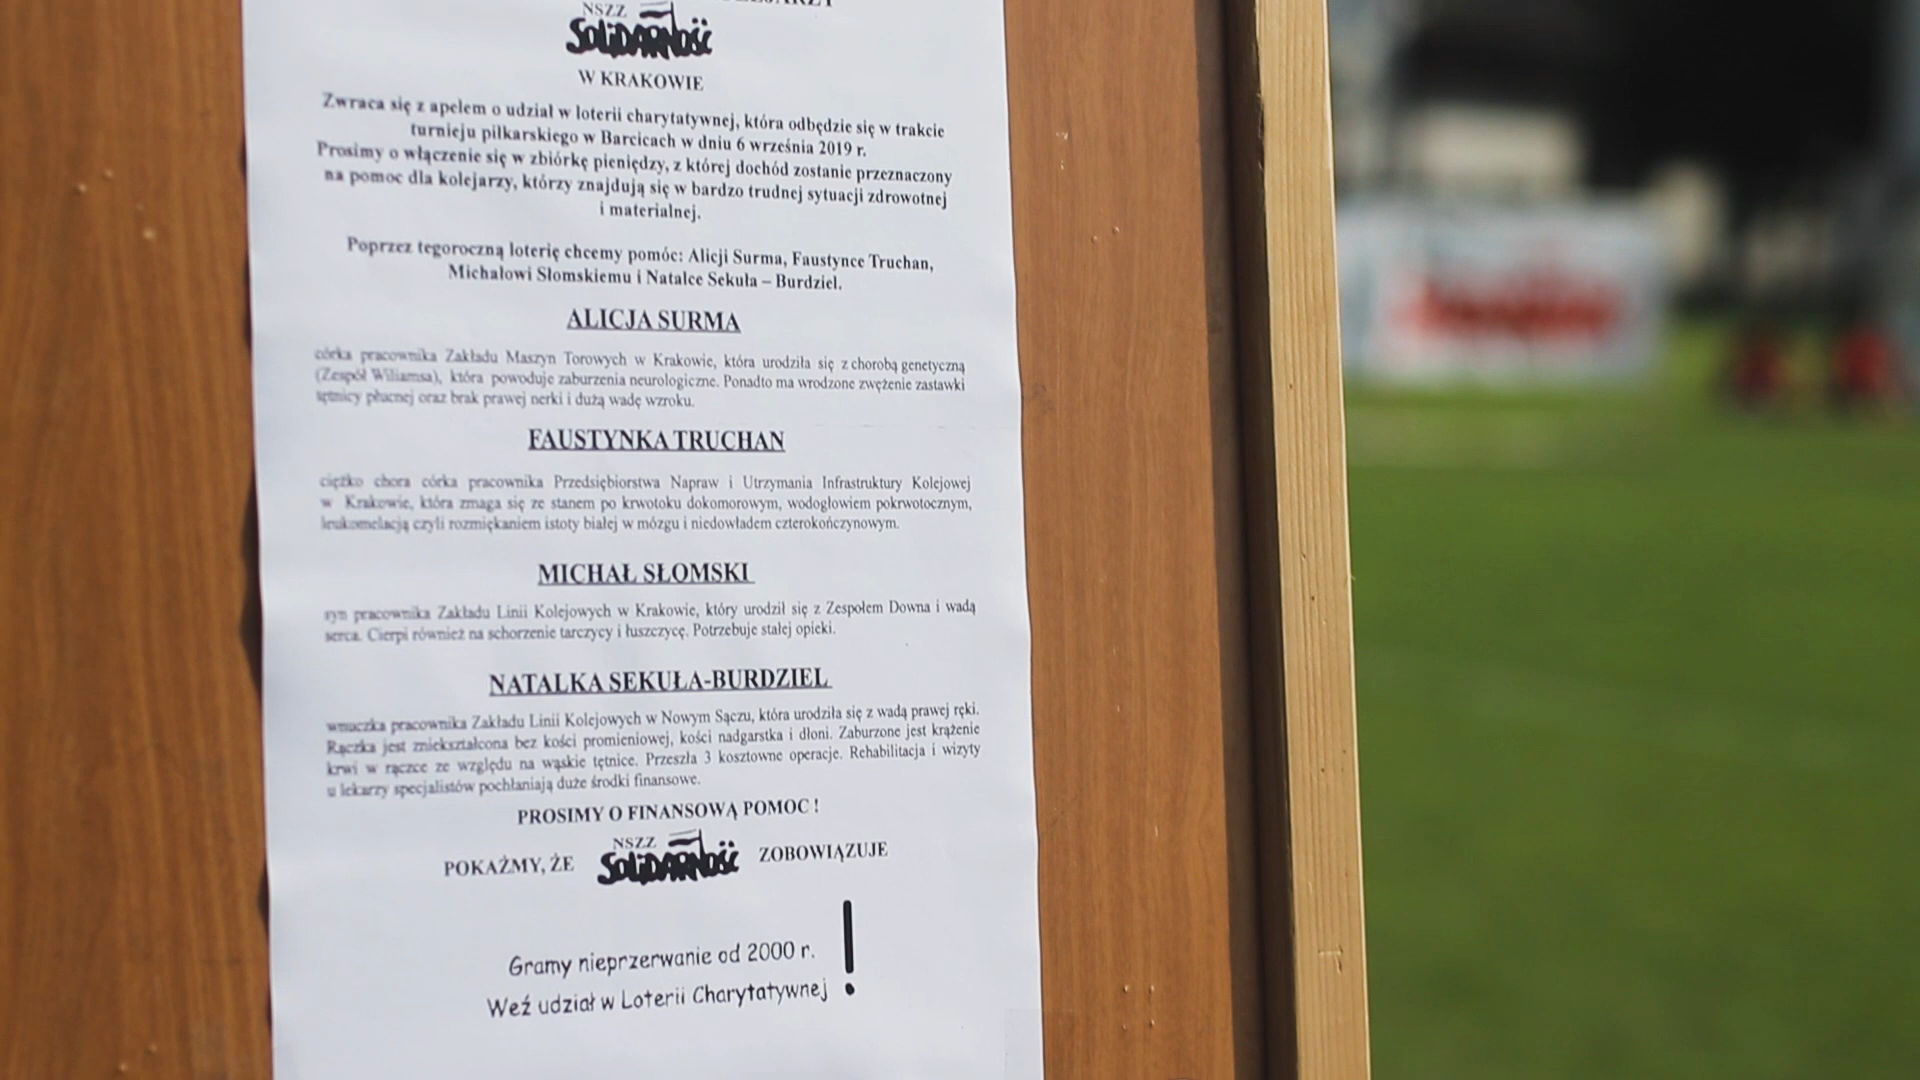 NSZZ
SOLIDARNOŚĆ
W KRAKOWIE
Zwraca się z apelem o udział w loterii charytatywnej, która odbędzie się w trakcie
turnieju piłkarskiego w Barcicach w dniu 6 września 2019 r.
Prosimy o włączenie się w zbiórkę pieniędzy, z której dochód zostanie przeznaczony
na pomoc dla kolejarzy, którzy znajdują się w bardzo trudnej sytuacji zdrowotnej
i materialnej.
Poprzez tegoroczną loterię chcemy pomóc: Alicji Surma, Faustynce Truchan,
Michałowi Słomskiemu i Natalce Sekuła – Burdziel.
ALICJA SURMA
córka pracownika Zakładu Maszyn Torowych w Krakowie, która urodziła się z chorobą genetyczną
(Zespół Wiliamsa), która powoduje zaburzenia neurologiczne. Ponadto ma wrodzone zwężenie zastawki
tętnicy płucnej oraz brak prawej nerki i dużą wadę wzroku.
FAUSTYNKA TRUCHAN
ciężko chora córka pracownika Przedsiębiorstwa Napraw i Utrzymania Infrastruktury Kolejowej
w Krakowie, która zmaga się ze stanem po krwotoku dokomorowym, wodogłowiem pokrwotocznym,
leukomelacją czyli rozmiękaniem istoty białej w mózgu i niedowładem czterokończynowym.
MICHAŁ SŁOMSKI
syn pracownika Zakładu Linii Kolejowych w Krakowie, który urodził się z Zespołem Downa i wadą
serca. Cierpi również na schorzenie tarczycy i łuszczycę. Potrzebuje stałej opieki.
NATALKA SEKUŁA-BURDZIEL
wnuczka pracownika Zakładu Linii Kolejowych w Nowym Sączu, która urodziła się z wadą prawej ręki.
Rączka jest zniekształcona bez kości promieniowej, kości nadgarstka i dłoni. Zaburzone jest krążenie
krwi w rączce ze względu na wąskie tętnice. Przeszła 3 kosztowne operacje. Rehabilitacja i wizyty
u lekarzy specjalistów pochłaniają duże środki finansowe.
PROSIMY O FINANSOWĄ POMOC !
POKAŻMY, ŻE NSZZ SOLIDARNOŚĆ ZOBOWIĄZUJE
Gramy nieprzerwanie od 2000 r.
Weź udział w Loterii Charytatywnej !